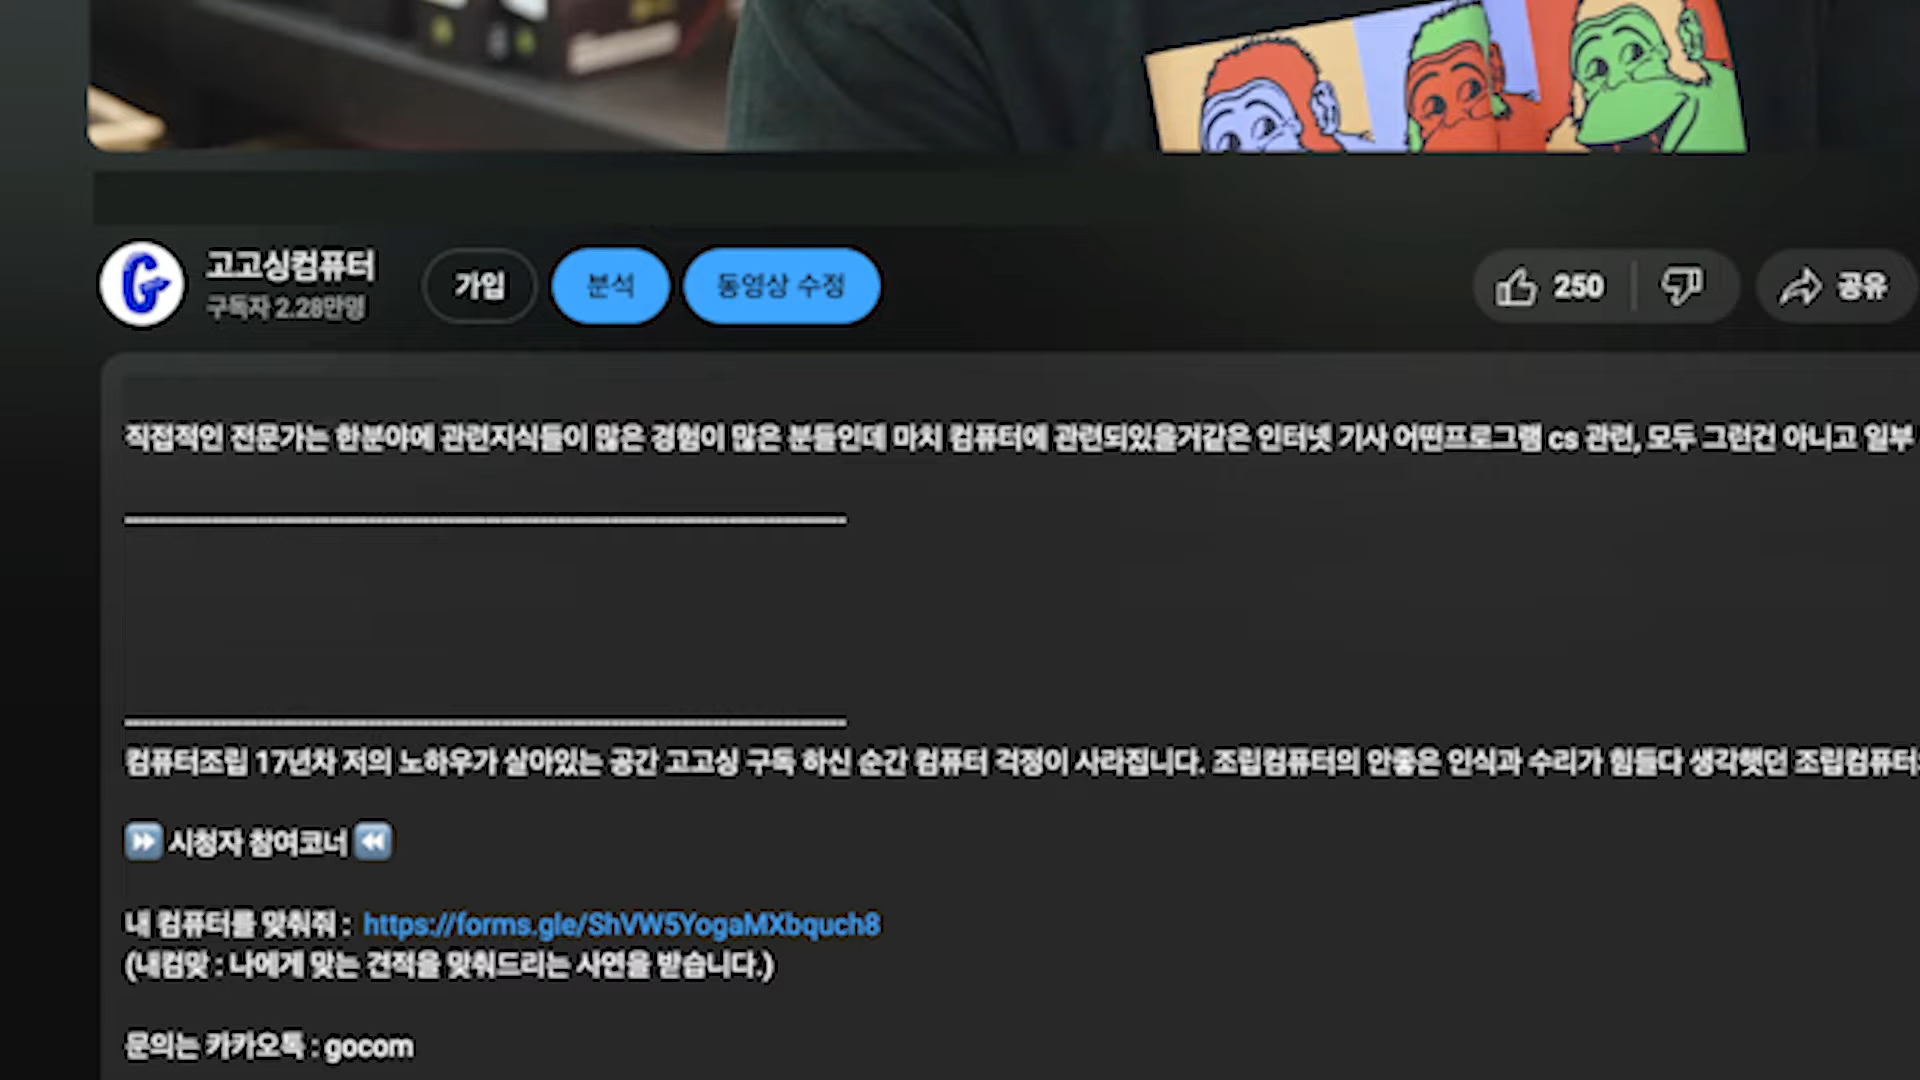 고고싱컴퓨터
구독자 2.28만명
가입
분석
동영상 수정
250
공유
직접적인 전문가는 한분야에 관련지식들이 많은 경험이 많은 분들인데 마치 컴퓨터에 관련되있을거같은 인터넷 기사 어떤프로그램 cs 관련, 모두 그런건 아니고 일부
컴퓨터조립 17년차 저의 노하우가 살아있는 공간 고고싱 구독 하신 순간 컴퓨터 걱정이 사라집니다. 조립컴퓨터의 안좋은 인식과 수리가 힘들다 생각했던 조립컴퓨터
시청자 참여코너
내 컴퓨터를 맞춰줘 : https://forms.gle/ShVW5YogaMXbquch8
(내컴맞 : 나에게 맞는 견적을 맞춰드리는 사연을 받습니다.)
문의는 카카오톡 : gocom